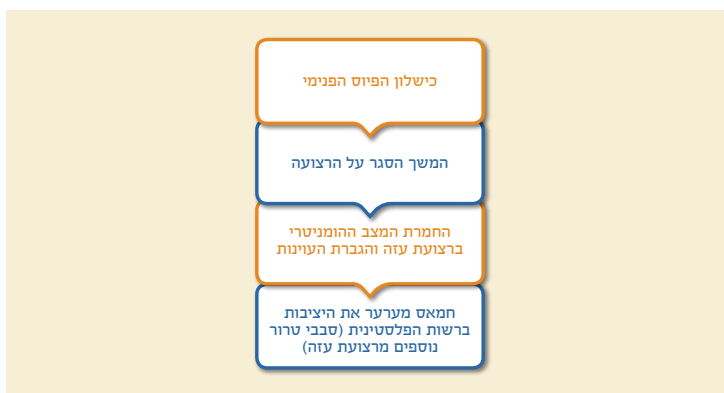 כישלון הפיוס הפנימי
המשך הסגר על הרצועה
החמרת המצב ההומניטרי
ברצועת עזה והגברת העוינות
חמאס מערער את היציבות
ברשות הפלסטינית (סבבי טרור
נוספים מרצועת עזה)